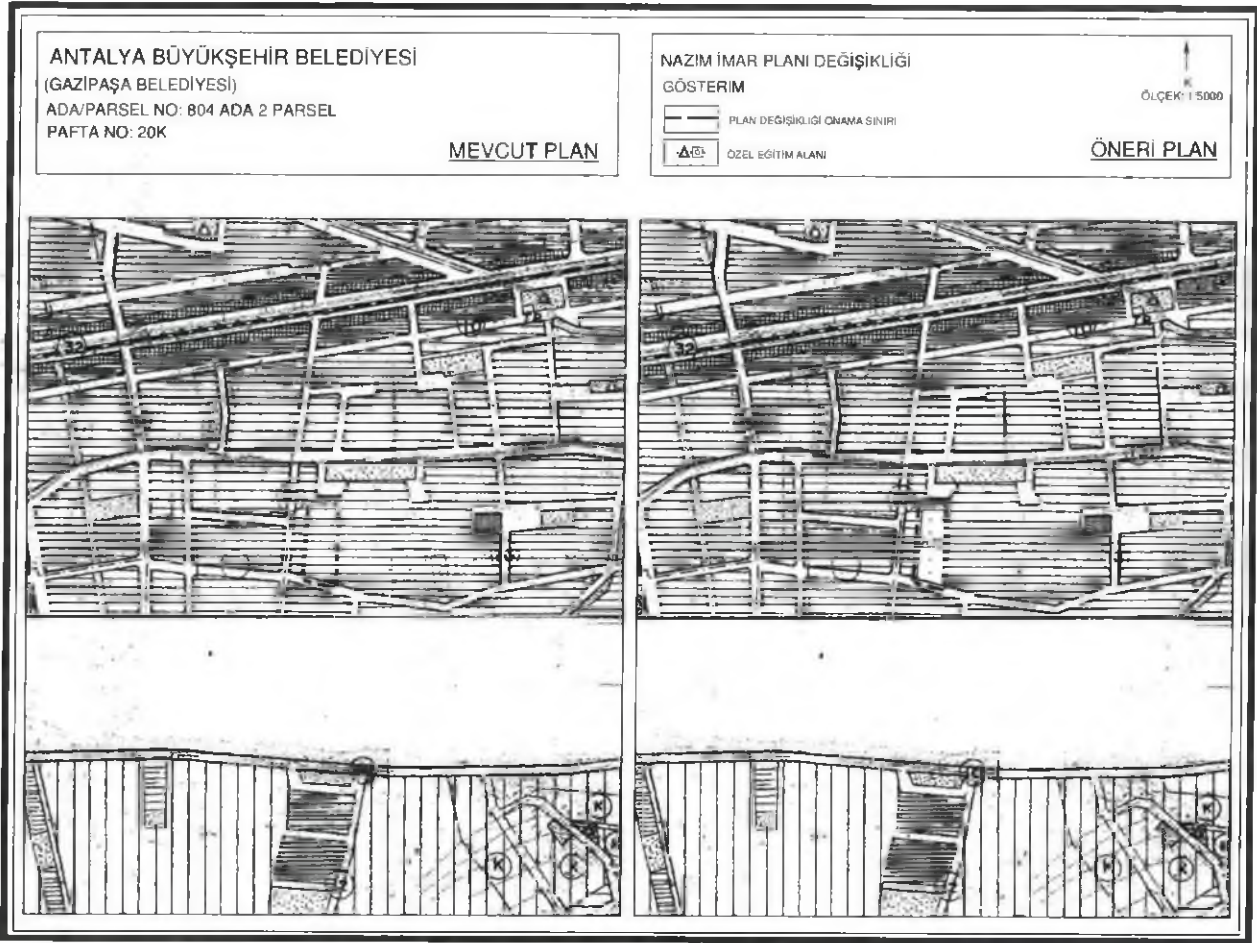 ANTALYA BÜYÜKŞEHİR BELEDİYESİ
(GAZİPAŞA BELEDİYESİ)
ADA/PARSEL NO: 804 ADA 2 PARSEL
PAFTA NO: 20K
MEVCUT PLAN
NAZIM İMAR PLANI DEĞİŞİKLİĞİ
GÖSTERİM
K
ÖLÇEK: 1 5000
PLAN DEĞİŞİKLİĞİ ONAMA SINIRI
ÖZEL EĞİTİM ALANI
ÖNERİ PLAN
32
32
K
K
K
K
K
K